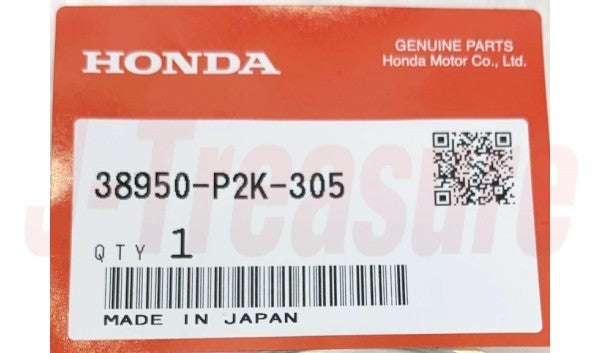 HONDA
GENUINE PARTS
Honda Motor Co., Ltd.
38950-P2K-305
QTY 1
MADE IN JAPAN
J-Treasure